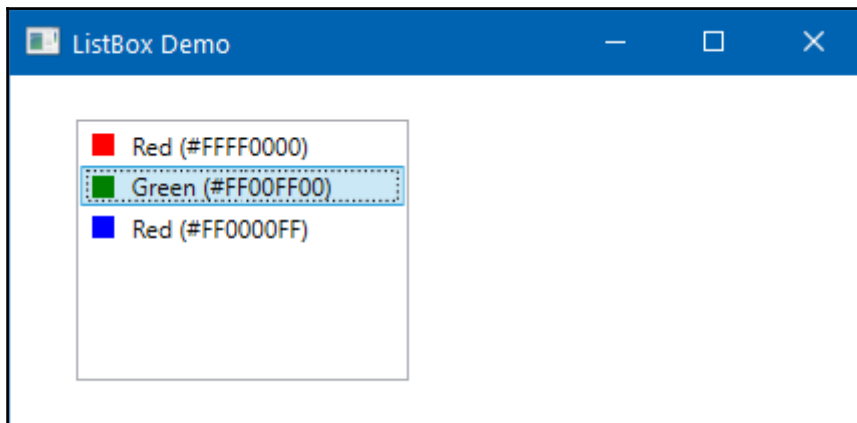 ListBox Demo
Red (#FFFF0000)
Green (#FF00FF00)
Red (#FF0000FF)